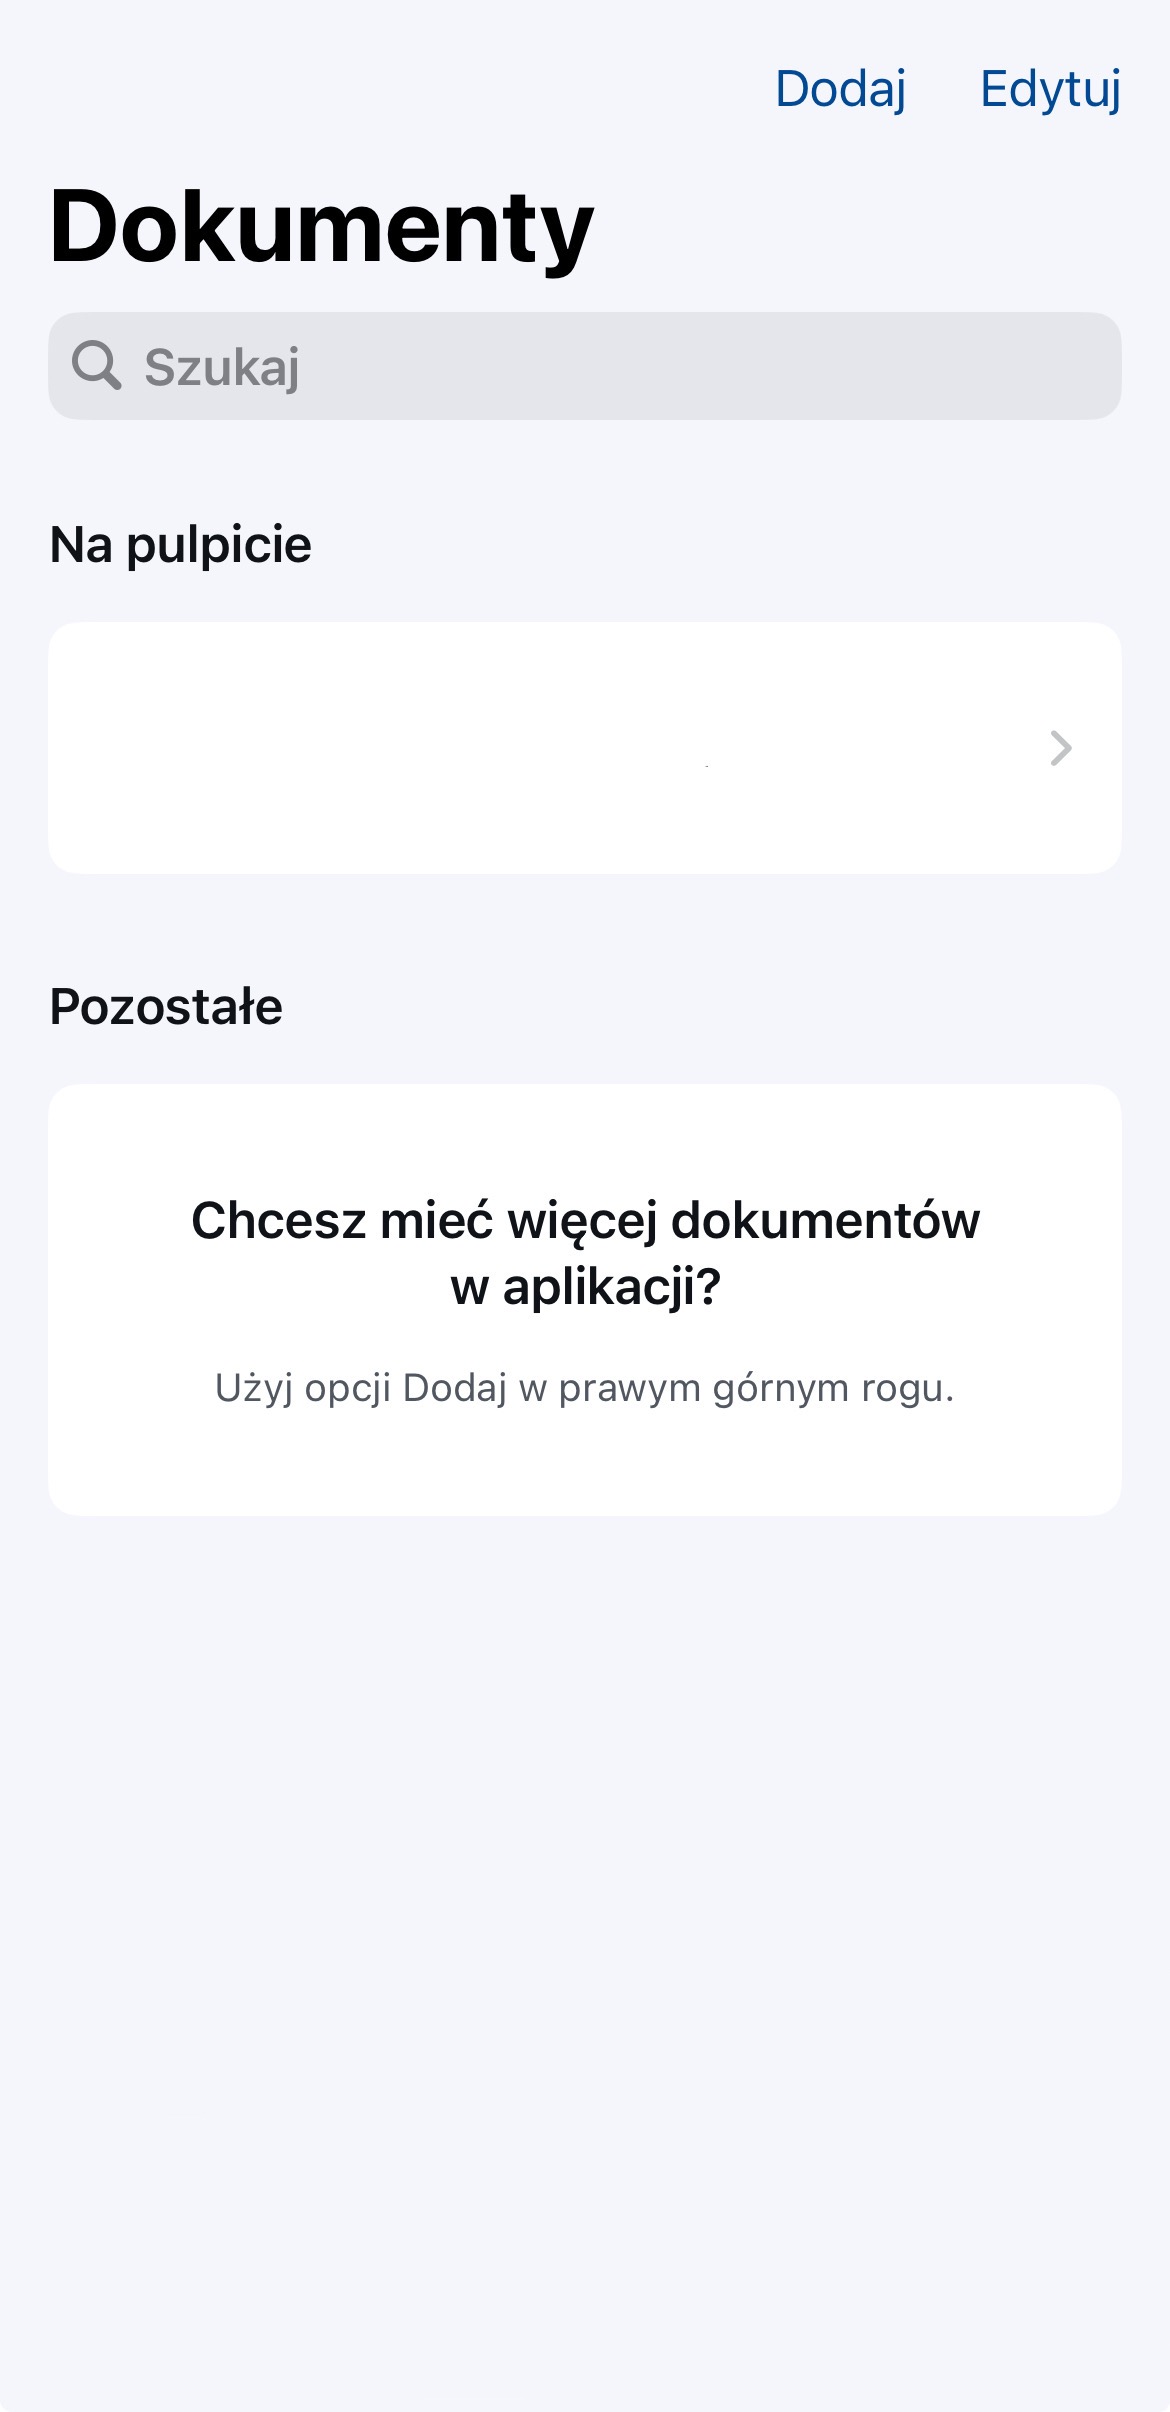 Dodaj Edytuj
Dokumenty
Szukaj
Na pulpicie
Pozostałe
Chcesz mieć więcej dokumentów
w aplikacji?
Użyj opcji Dodaj w prawym górnym rogu.